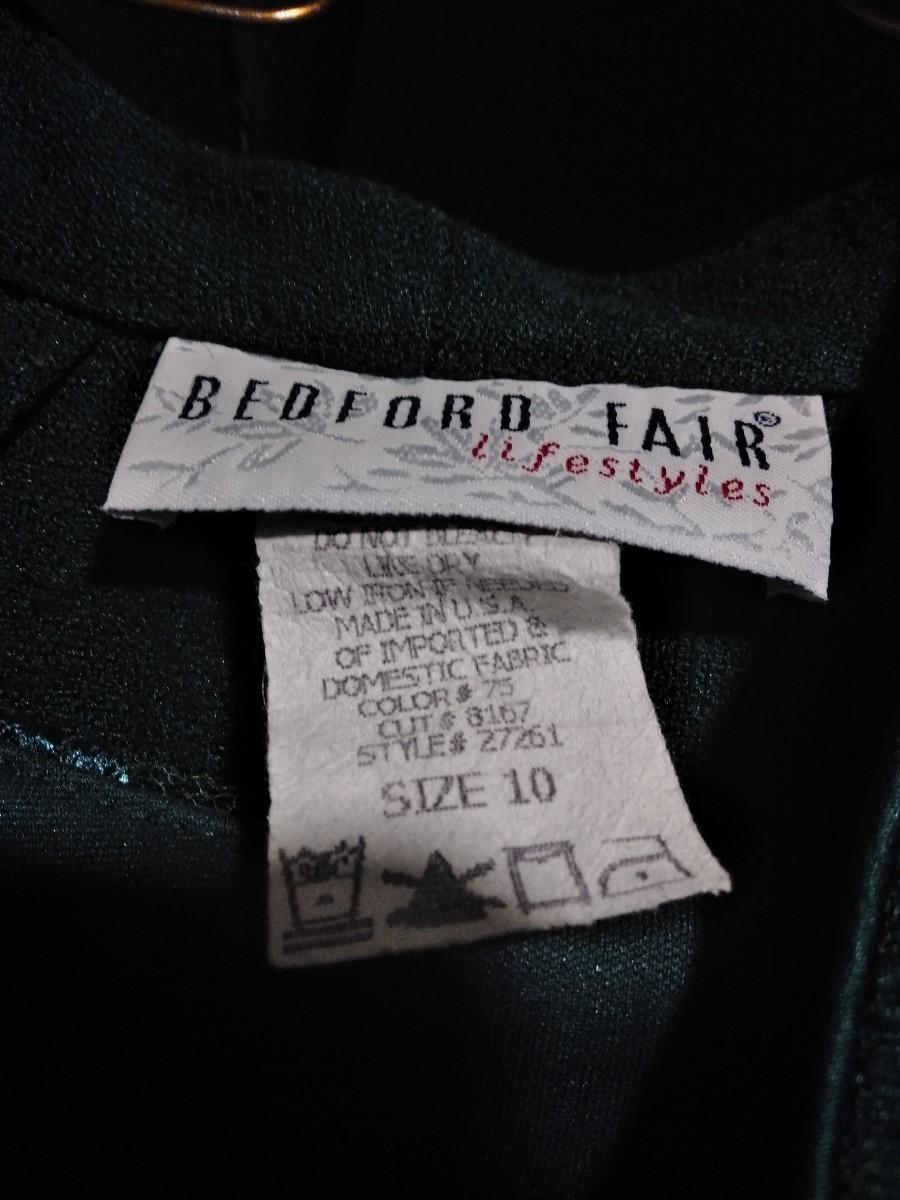 BEDFORD FAIR®
lifestyles
DO NOT BLEACH
LINE DRY
LOW IRON IF NEEDED
MADE IN U.S.A.
OF IMPORTED &
DOMESTIC FABRIC
COLOR # 75
CUT # 8167
STYLE# 27261
SIZE 10